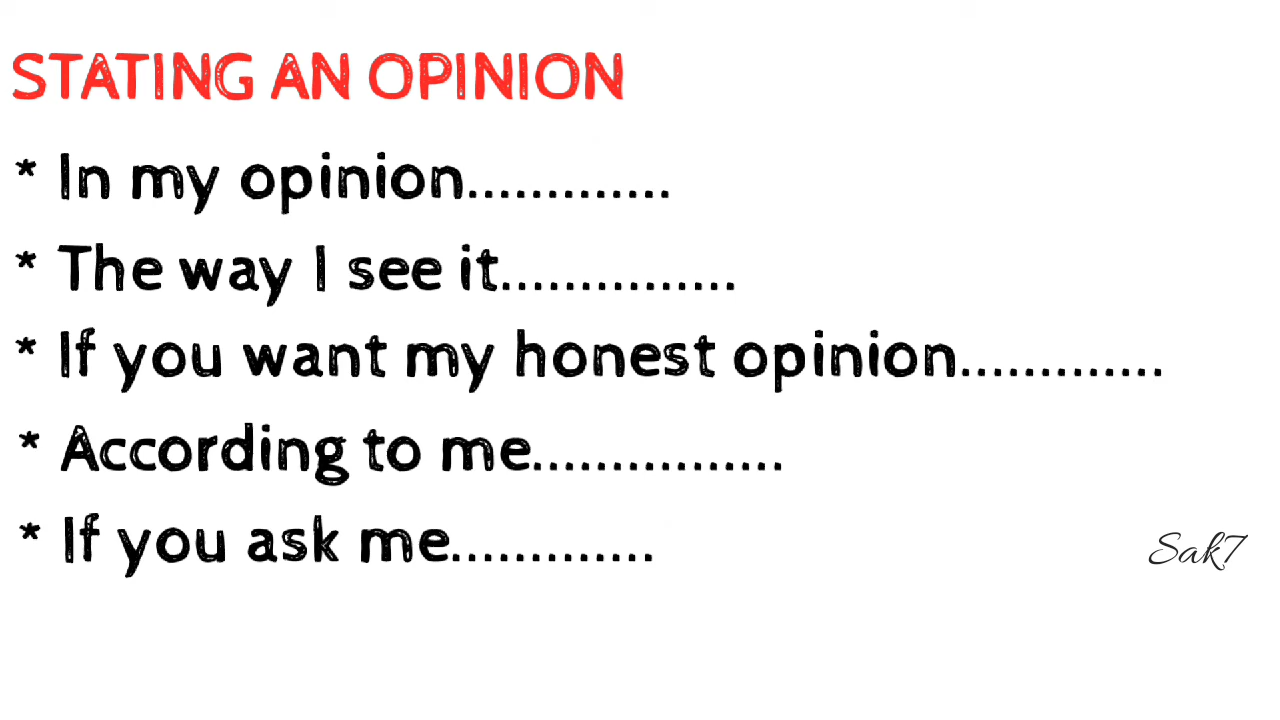 STATING AN OPINION
* In my opinion.............
* The way I see it...............
* If you want my honest opinion.............
* According to me................
* If you ask me.............
Sak7